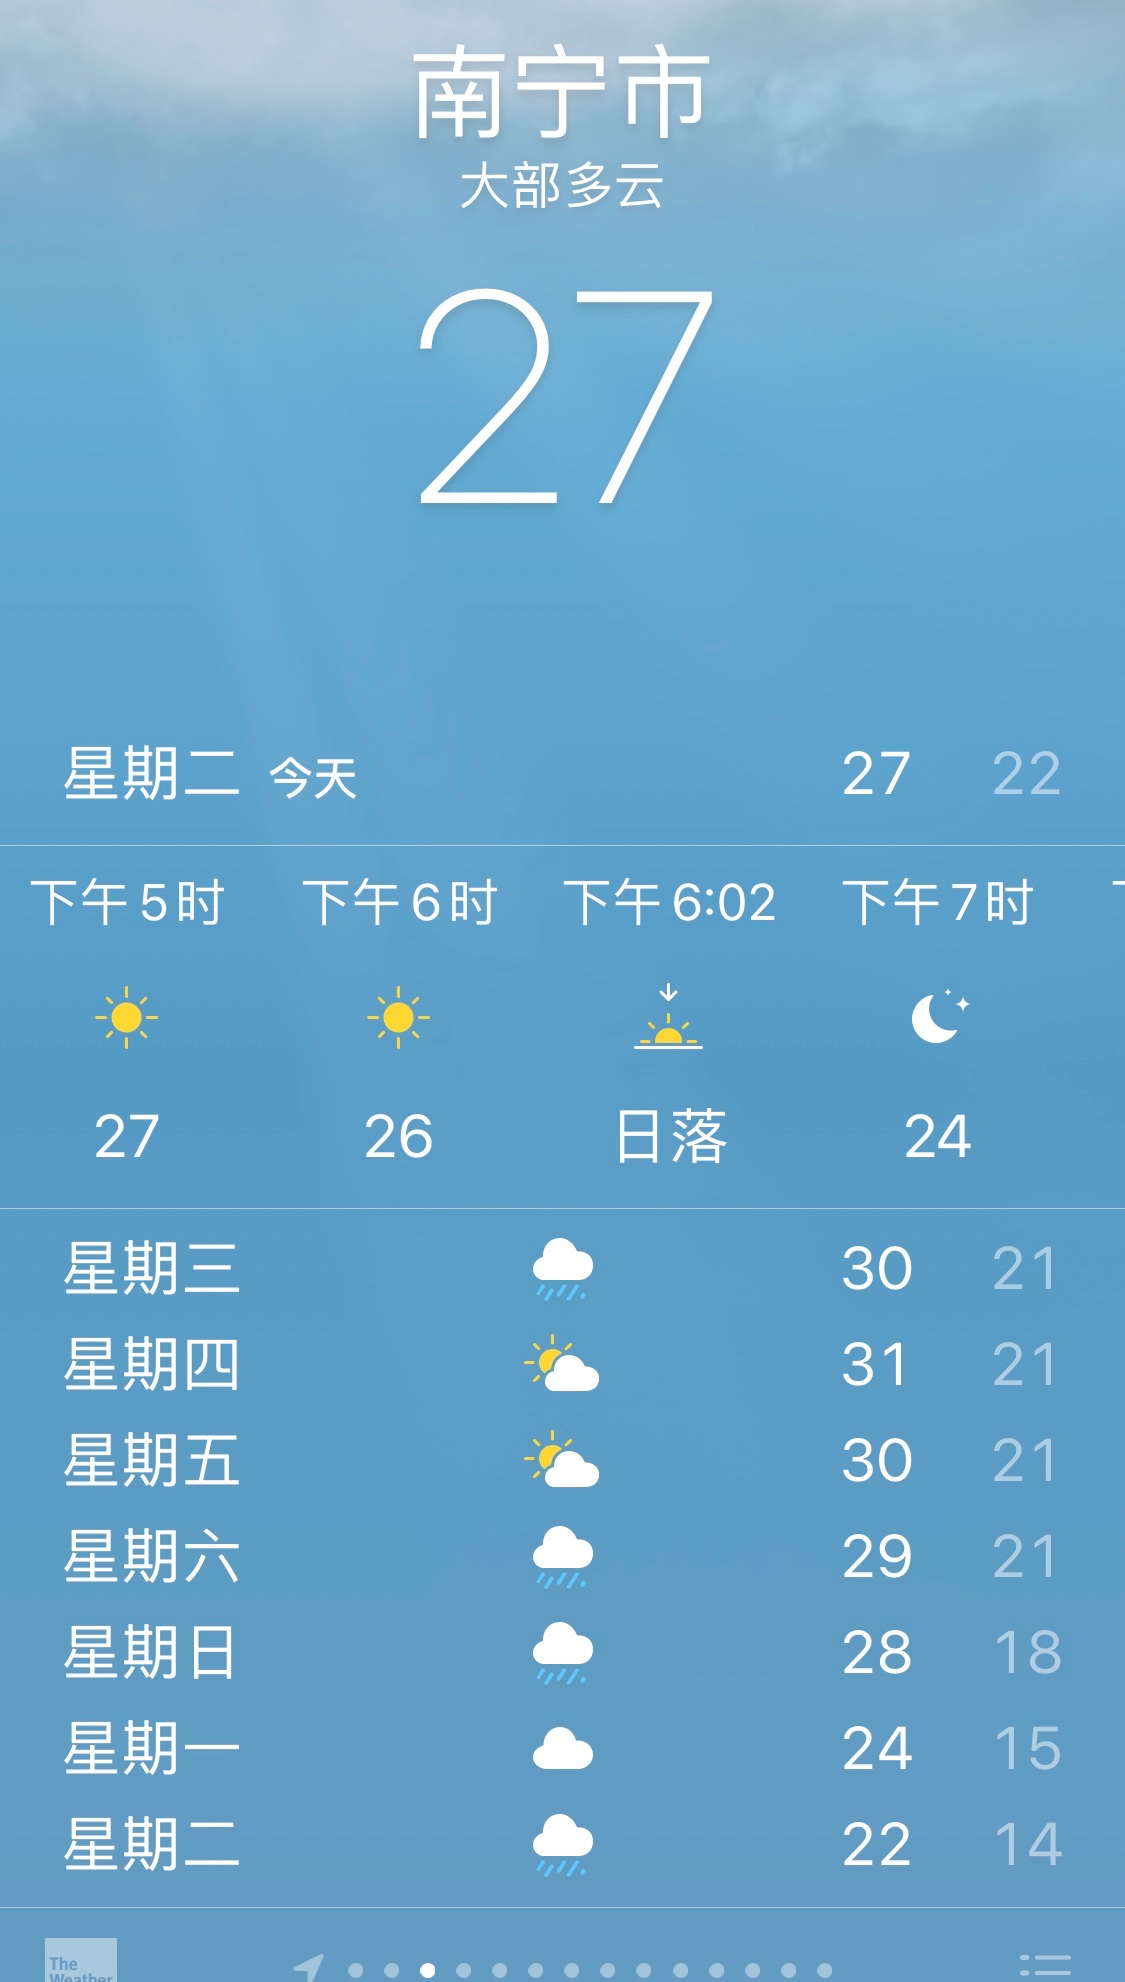 南宁市
大部多云
27
星期二 今天 27 22
下午5时 下午6时 下午6:02 下午7时
27 26 日落 24
星期三 30 21
星期四 31 21
星期五 30 21
星期六 29 21
星期日 28 18
星期一 24 15
星期二 22 14
The
Weather